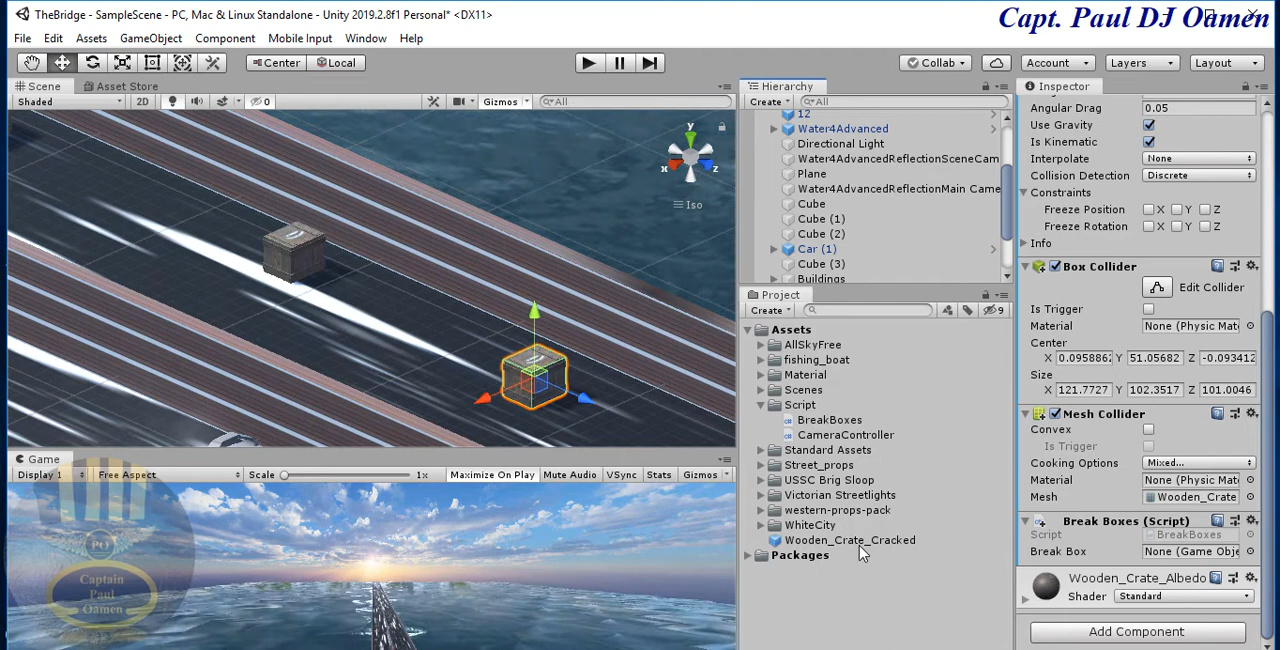 TheBridge - SampleScene - PC, Mac & Linux Standalone - Unity 2019.2.8f1 Personal* <DX11>
Capt. Paul DJ Oamen
File Edit Assets GameObject Component Mobile Input Window Help
Center Local Collab Account Layers Layout
Scene Asset Store
Shaded 2D 0 Gizmos All
y
x z
Iso
Hierarchy
Create All
12
Water4Advanced
Directional Light
Water4AdvancedReflectionSceneCam
Plane
Water4AdvancedReflectionMain Came
Cube
Cube (1)
Cube (2)
Car (1)
Cube (3)
Buildings
Project
Create 9
Assets
AllSkyFree
fishing_boat
Material
Scenes
Script
BreakBoxes
CameraController
Standard Assets
Street_props
USSC Brig Sloop
Victorian Streetlights
western-props-pack
WhiteCity
Wooden_Crate_Cracked
Packages
Inspector
Angular Drag 0.05
Use Gravity
Is Kinematic
Interpolate None
Collision Detection Discrete
Constraints
Freeze Position X Y Z
Freeze Rotation X Y Z
Info
Box Collider
Edit Collider
Is Trigger
Material None (Physic Mat
Center
X 0.095886 Y 51.05682 Z -0.093412
Size
X 121.7727 Y 102.3517 Z 101.0046
Mesh Collider
Convex
Is Trigger
Cooking Options Mixed...
Material None (Physic Mat
Mesh Wooden_Crate
Break Boxes (Script)
Script BreakBoxes
Break Box None (Game Obje
Wooden_Crate_Albedo
Shader Standard
Add Component
Game
Display 1 Free Aspect Scale 1x Maximize On Play Mute Audio VSync Stats Gizmos
PO
Captain
Paul
Oamen